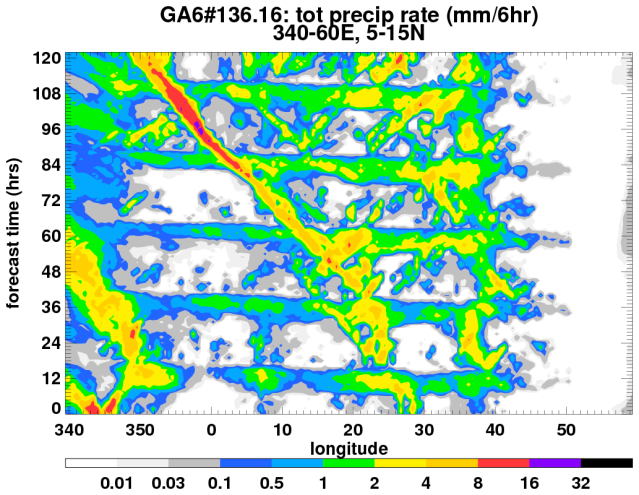 GA6#136.16: tot precip rate (mm/6hr)
340-60E, 5-15N
120
108
96
84
72
60
48
36
24
12
0
forecast time (hrs)
340 350 0 10 20 30 40 50
longitude
0.01 0.03 0.1 0.5 1 2 4 8 16 32